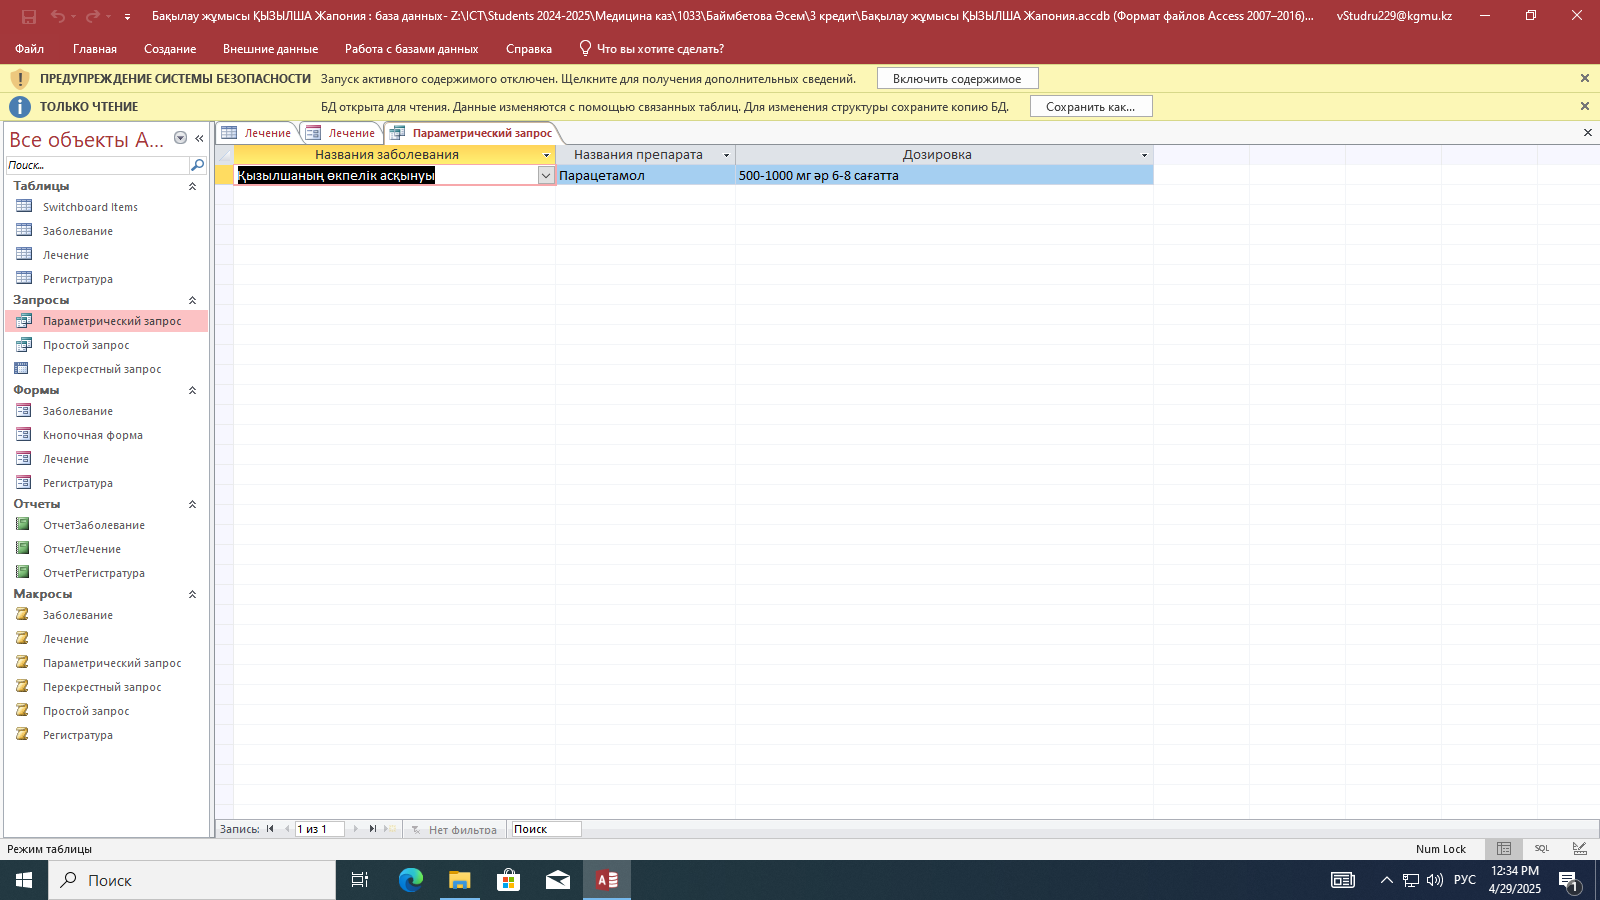 Бақылау жұмысы ҚЫЗЫЛША Жапония : база данных- Z:\ICT\Students 2024-2025\Медицина каз\1033\Баймбетова Әсем\3 кредит\Бақылау жұмысы ҚЫЗЫЛША Жапония.accdb (Формат файлов Access 2007–2016)... vStudru229@kgmu.kz
Файл Главная Создание Внешние данные Работа с базами данных Справка Что вы хотите сделать?
ПРЕДУПРЕЖДЕНИЕ СИСТЕМЫ БЕЗОПАСНОСТИ Запуск активного содержимого отключен. Щелкните для получения дополнительных сведений. Включить содержимое
ТОЛЬКО ЧТЕНИЕ БД открыта для чтения. Данные изменяются с помощью связанных таблиц. Для изменения структуры сохраните копию БД. Сохранить как...
Все объекты A...
Поиск...
Таблицы
Switchboard Items
Заболевание
Лечение
Регистратура
Запросы
Параметрический запрос
Простой запрос
Перекрестный запрос
Формы
Заболевание
Кнопочная форма
Лечение
Регистратура
Отчеты
ОтчетЗаболевание
ОтчетЛечение
ОтчетРегистратура
Макросы
Заболевание
Лечение
Параметрический запрос
Перекрестный запрос
Простой запрос
Регистратура
Лечение Лечение Параметрический запрос
Названия заболевания Названия препарата Дозировка
Қызылшаның өкпелік асқынуы Парацетамол 500-1000 мг әр 6-8 сағатта
Запись: 1 из 1 Нет фильтра Поиск
Режим таблицы Num Lock SQL
Поиск РУС 12:34 PM
4/29/2025 1